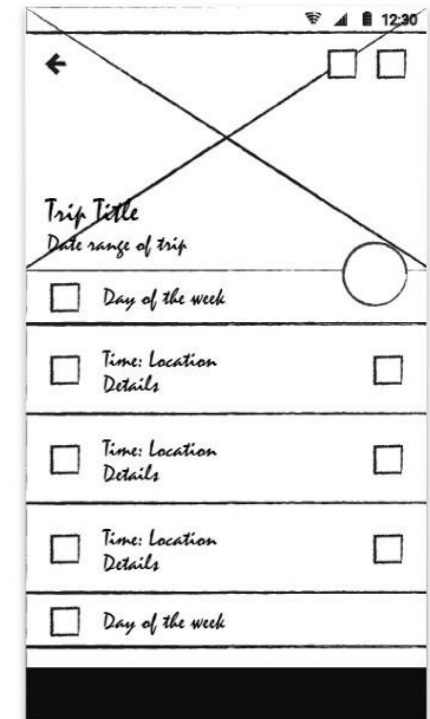 12:30
Trip Title
Date range of trip
Day of the week
Time: Location
Details
Time: Location
Details
Time: Location
Details
Day of the week